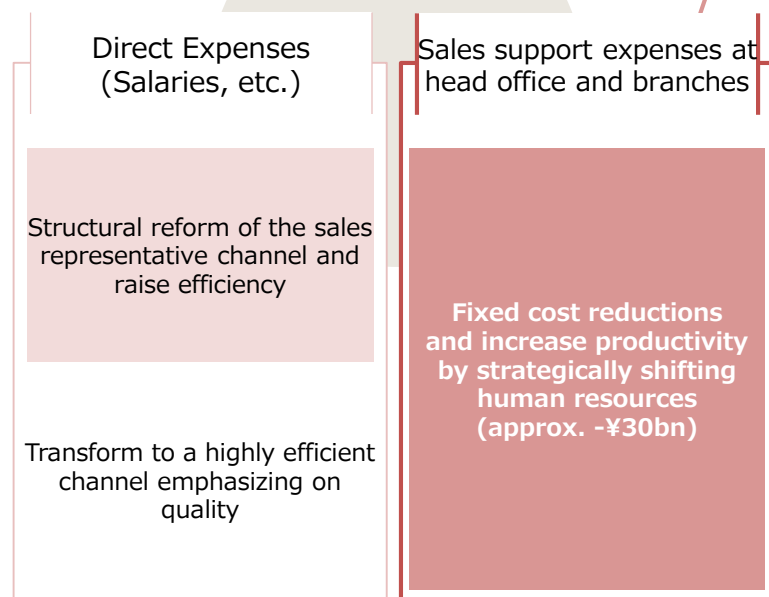 Direct Expenses
(Salaries, etc.)
Structural reform of the sales
representative channel and
raise efficiency
Transform to a highly efficient
channel emphasizing on
quality
Sales support expenses at
head office and branches
Fixed cost reductions
and increase productivity
by strategically shifting
human resources
(approx. -¥30bn)